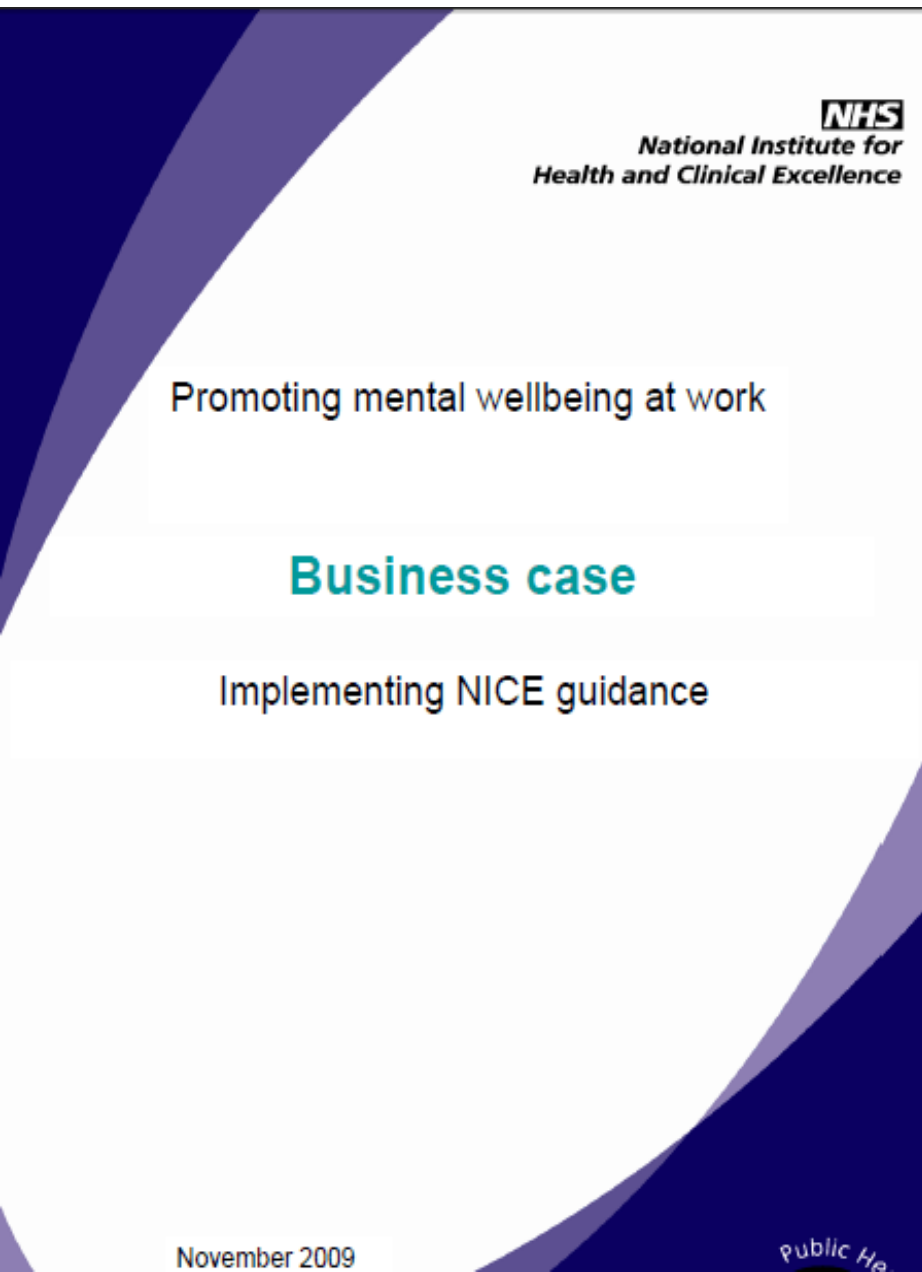 NHS
National Institute for
Health and Clinical Excellence
Promoting mental wellbeing at work
Business case
Implementing NICE guidance
November 2009
Public